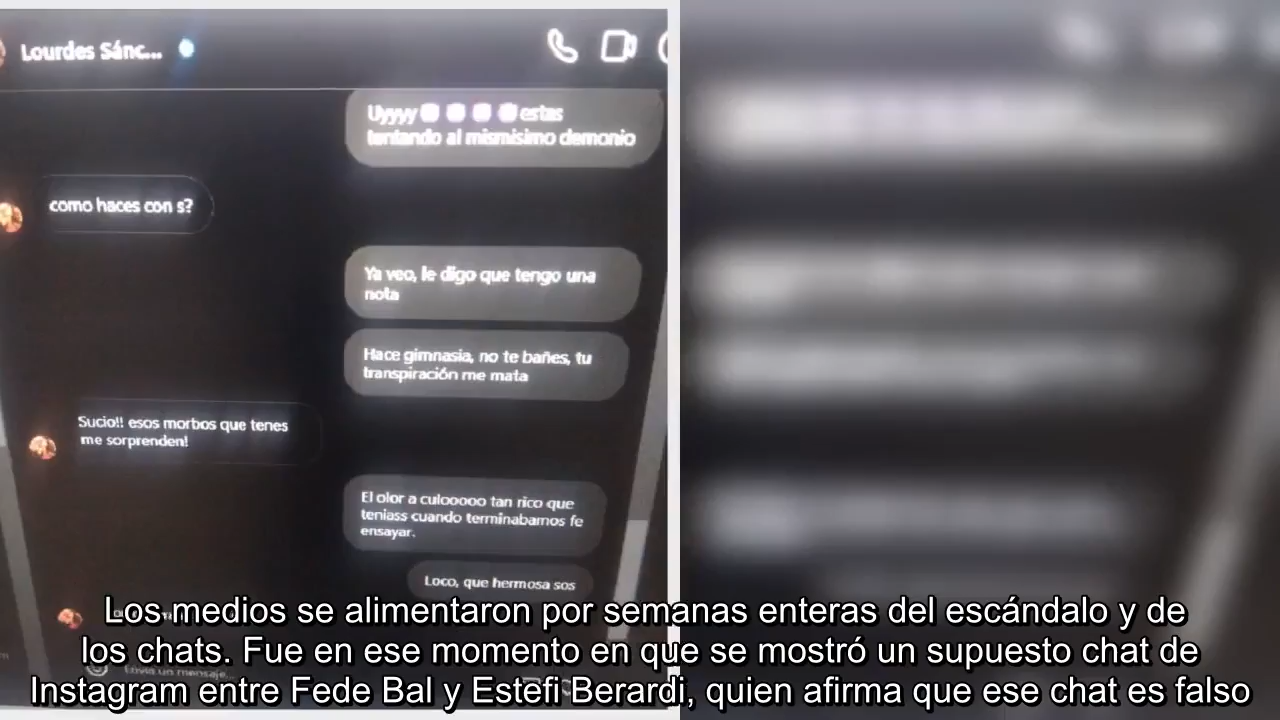 Lourdes Sánc...
Uyyyy estas
tentando al mismisimo demonio
como haces con s?
Ya veo, le digo que tengo una
nota
Hace gimnasia, no te bañes, tu
transpiración me mata
Sucio!! esos morbos que tenes
me sorprenden!
El olor a culooooo tan rico que
teniass cuando terminabamos fe
ensayar.
Loco, que hermosa sos
Envía un mensaje...
Los medios se alimentaron por semanas enteras del escándalo y de
los chats. Fue en ese momento en que se mostró un supuesto chat de
Instagram entre Fede Bal y Estefi Berardi, quien afirma que ese chat es falso